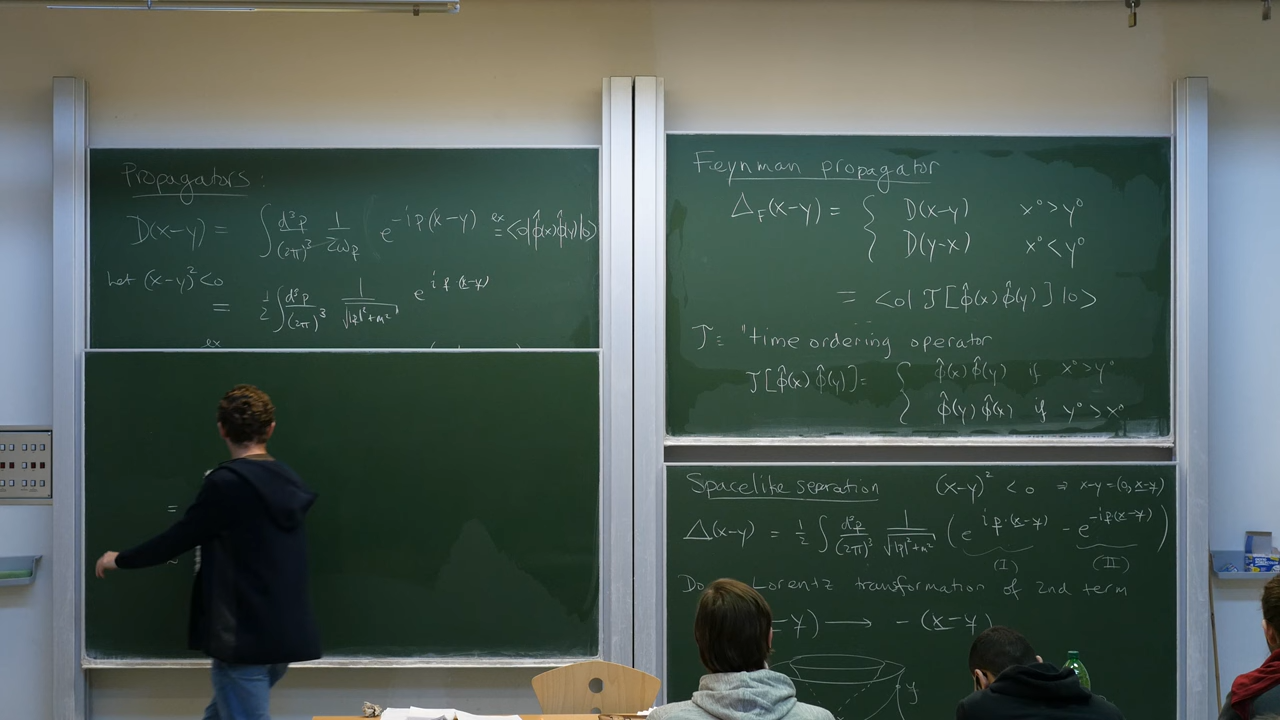 Propagators:
D(x-y) = ∫ d³p/(2π)³ 1/2ω_p e^{-ip(x-y)} =^{ex} <0|φ̂(x)φ̂(y)|0>
Let (x-y)² < 0
= 1/2 ∫ d³p/(2π)³ 1/√(|p|²+m²) e^{ip·(x-y)}
ex
=
Feynman propagator
Δ_F(x-y) = { D(x-y) x⁰>y⁰
D(y-x) x⁰<y⁰
= <0| T[φ̂(x)φ̂(y)] |0>
T = "time ordering operator
T[φ̂(x)φ̂(y)] = { φ̂(x)φ̂(y) if x⁰>y⁰
φ̂(y)φ̂(x) if y⁰>x⁰
Spacelike separation (x-y)² < 0 ⇒ x-y = (0, x-y)
Δ(x-y) = 1/2 ∫ d³p/(2π)³ 1/√(|p|²+m²) (e^{ip·(x-y)} - e^{-ip·(x-y)})
(I) (II)
Do Lorentz transformation of 2nd term
-y) → -(x-y)
y